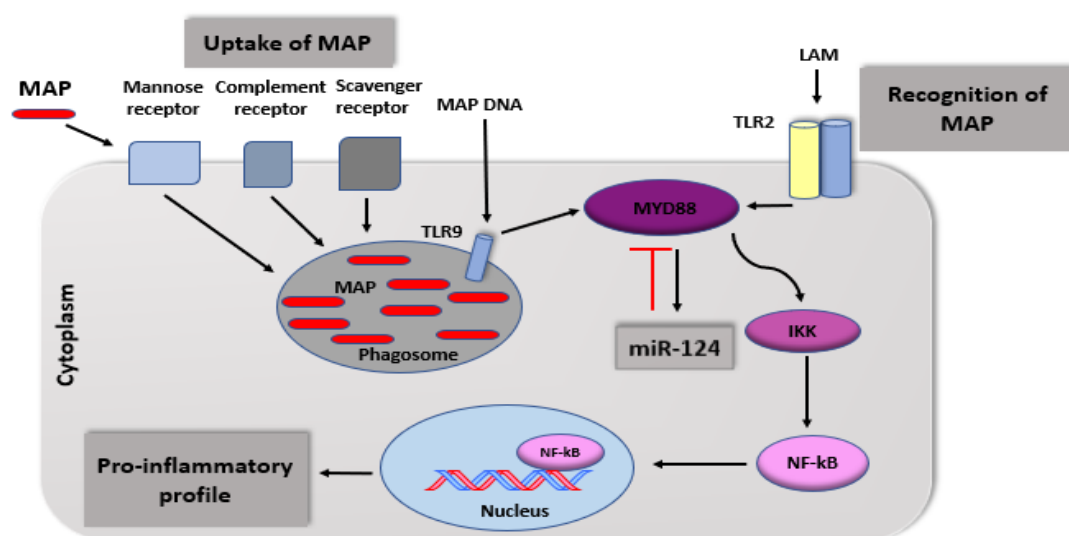 Uptake of MAP
MAP
Mannose
receptor
Complement
receptor
Scavenger
receptor
MAP DNA
LAM
TLR2
Recognition of
MAP
Cytoplasm
TLR9
MAP
Phagosome
MYD88
miR-124
IKK
NF-kB
NF-kB
Nucleus
Pro-inflammatory
profile